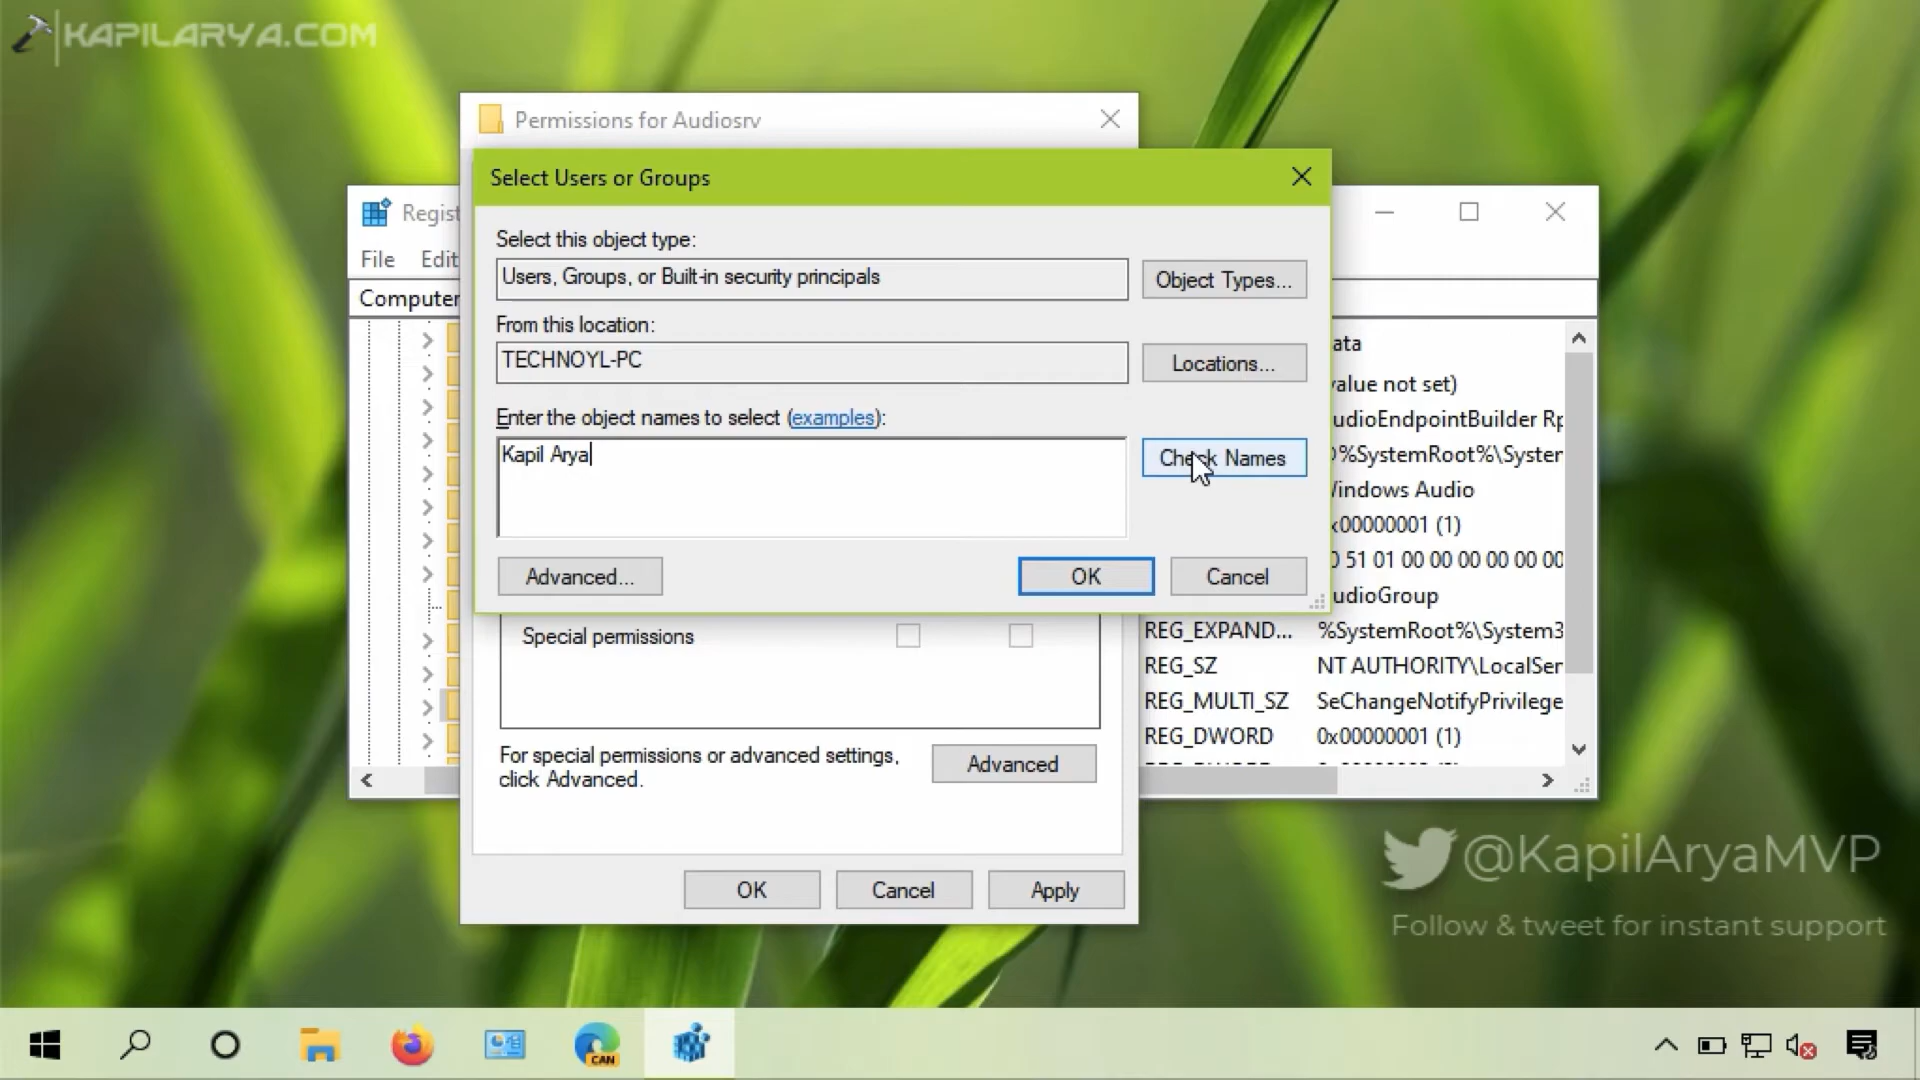 KAPILARYA.COM
Permissions for Audiosrv
Select Users or Groups
Regist
File Edit
Computer
Select this object type:
Users, Groups, or Built-in security principals
Object Types...
From this location:
TECHNOYL-PC
Locations...
Enter the object names to select (examples):
Kapil Arya
Check Names
Advanced...
OK
Cancel
ata
value not set)
udioEndpointBuilder Rp
%SystemRoot%\System
Windows Audio
x00000001 (1)
0 51 01 00 00 00 00 00 00
udioGroup
REG_EXPAND... %SystemRoot%\System3
REG_SZ NT AUTHORITY\LocalSer
REG_MULTI_SZ SeChangeNotifyPrivilege
REG_DWORD 0x00000001 (1)
Special permissions
For special permissions or advanced settings,
click Advanced.
Advanced
OK
Cancel
Apply
@KapilAryaMVP
Follow & tweet for instant support
CAN